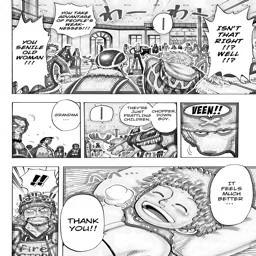 ISN'T
THAT
RIGHT
!!?
WELL
!!?
YOU TAKE
ADVANTAGE
OF PEOPLE'S
WEAK-
NESSES!!!
YOU
SENILE
OLD
WOMAN
!!!
VEEN!!
CHOPPER,
DOWN
BOY.
THEY'RE
JUST
PRATTLING
CHILDREN.
GRANDMA
IT
FEELS
MUCH
BETTER
...
THANK
YOU!!
!!